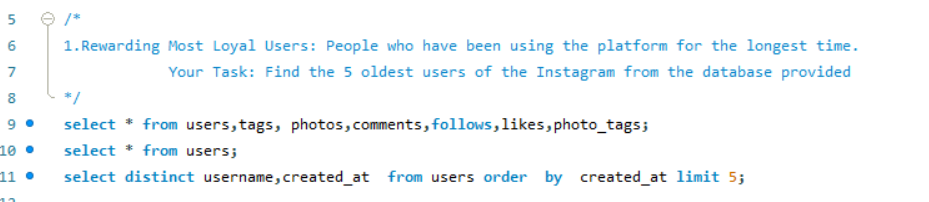 5 /*
6 1.Rewarding Most Loyal Users: People who have been using the platform for the longest time.
7 Your Task: Find the 5 oldest users of the Instagram from the database provided
8 */
9 select * from users,tags, photos,comments,follows,likes,photo_tags;
10 select * from users;
11 select distinct username,created_at from users order by created_at limit 5;